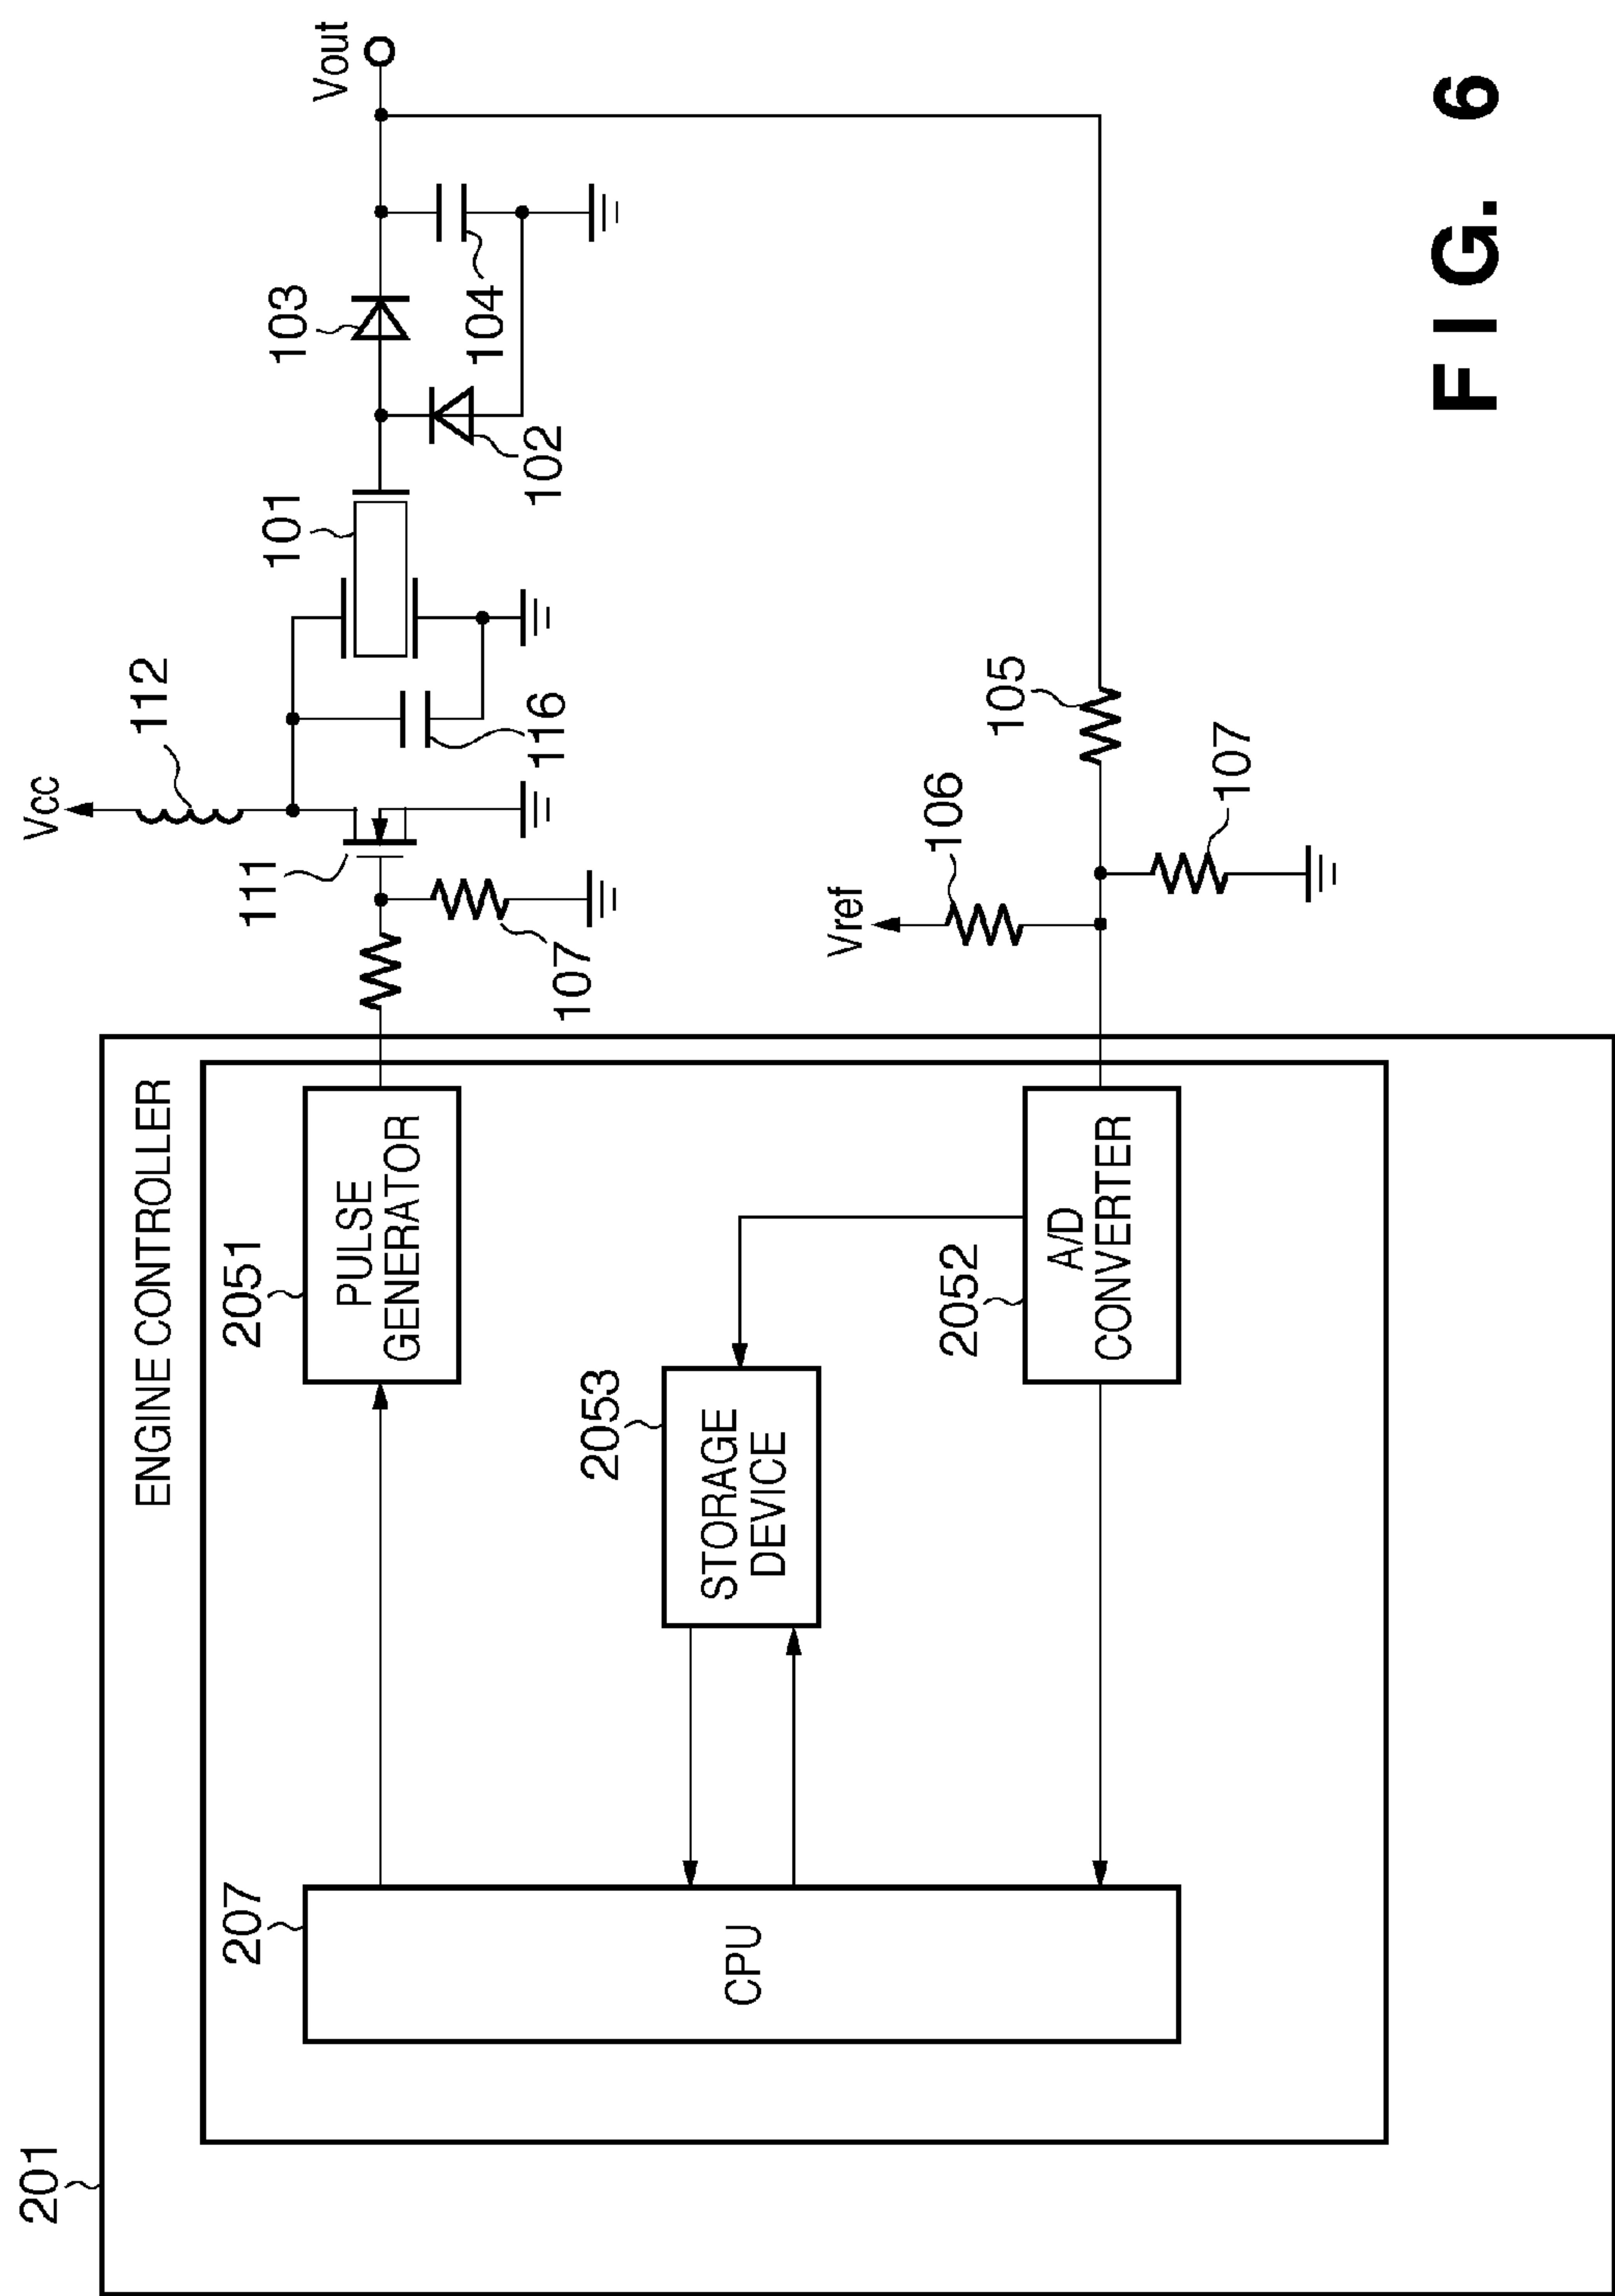 201
ENGINE CONTROLLER
207
CPU
2051
PULSE
GENERATOR
2053
STORAGE
DEVICE
2052
A/D
CONVERTER
Vcc
112
111
107
116
101
102
103
104
Vout
Vref
106
105
107
FIG. 6